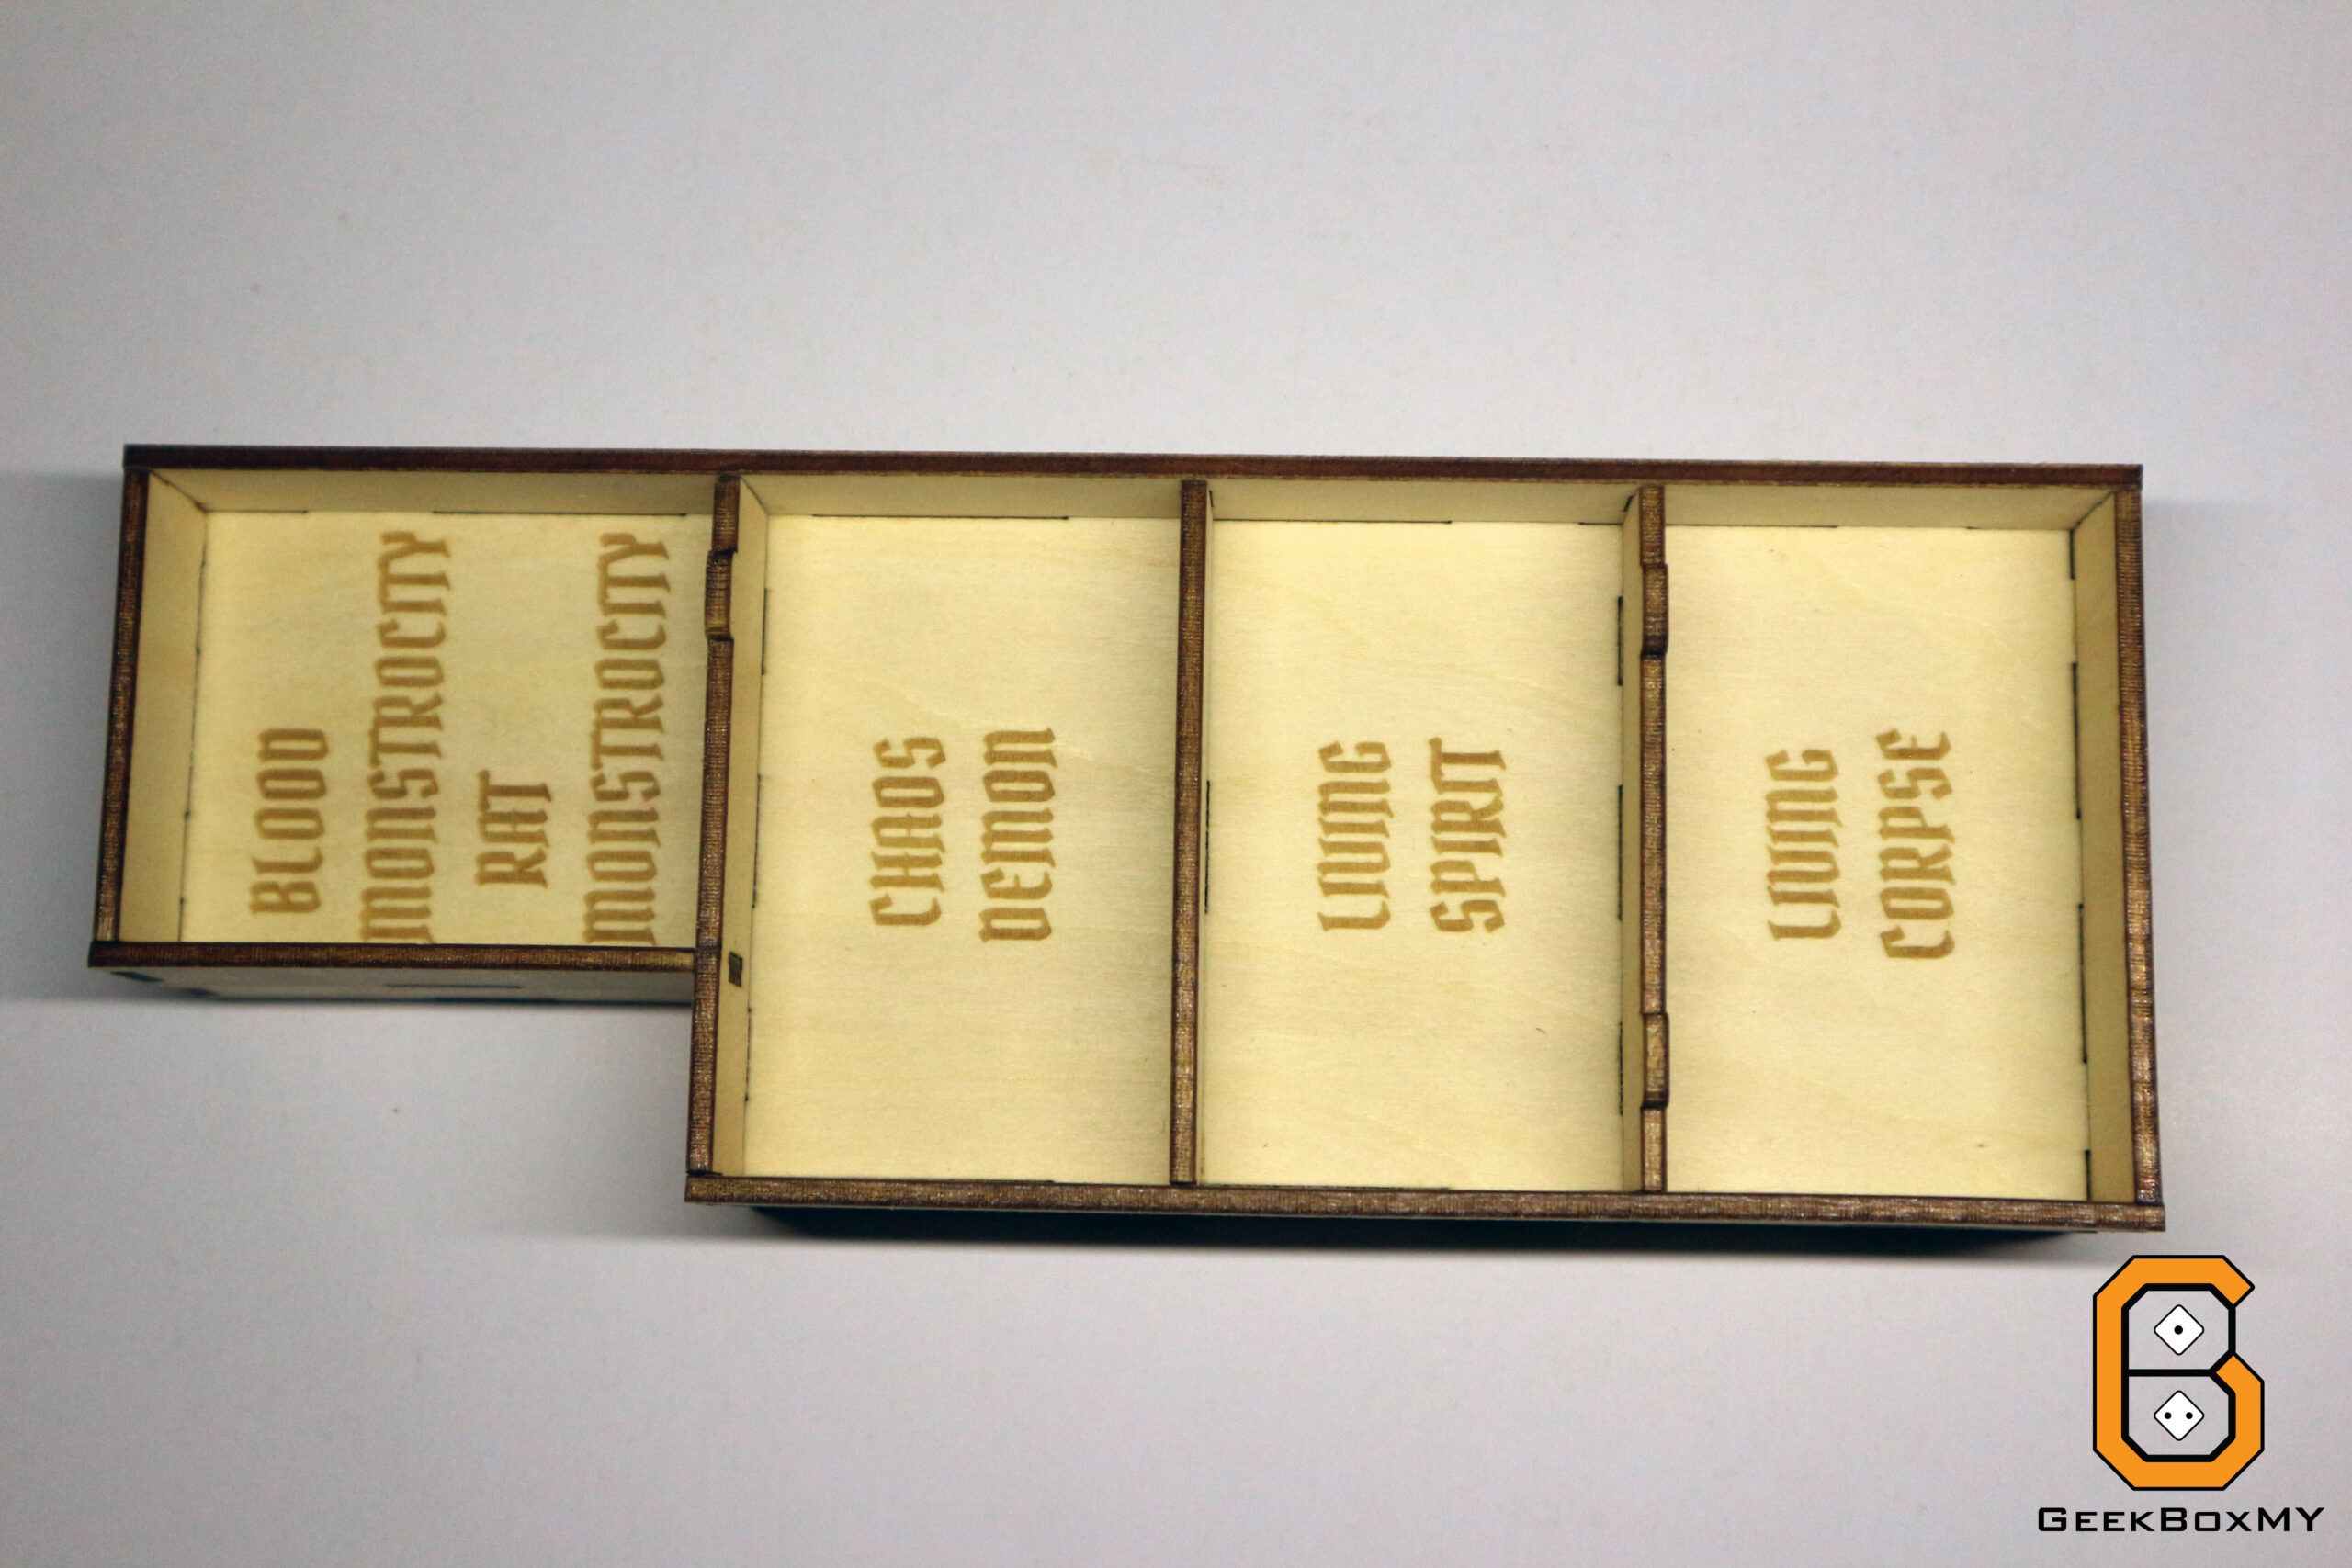 BLOOD
MONSTROCITY
RAT
MONSTROCITY
CHAOS
DEMON
LIVING
SPIRIT
LIVING
CORPSE
GEEKBOXMY